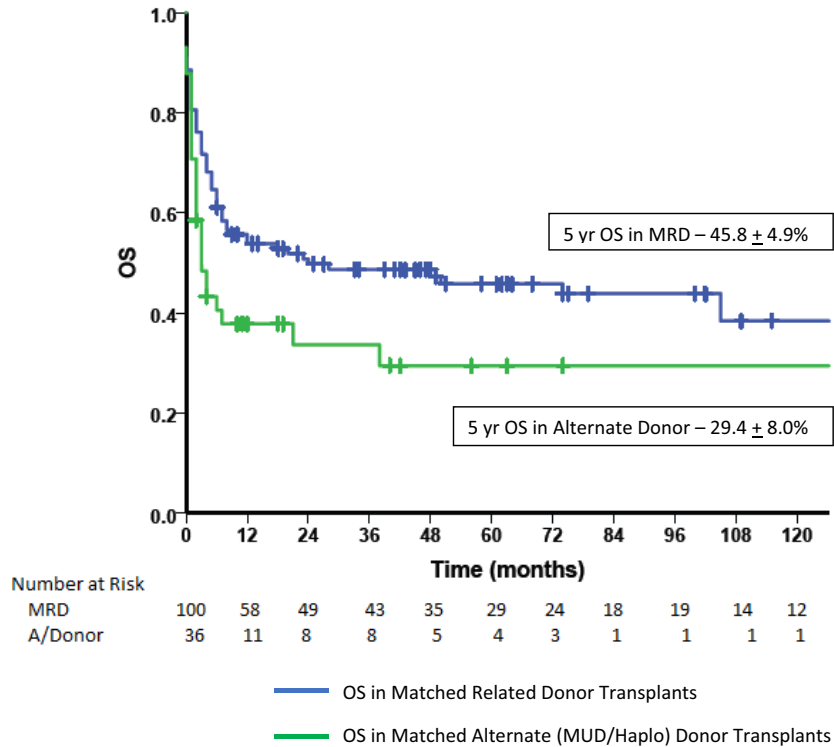 1.0
0.8
0.6
0.4
0.2
0.0
OS
5 yr OS in MRD – 45.8 ± 4.9%
5 yr OS in Alternate Donor – 29.4 ± 8.0%
0 12 24 36 48 60 72 84 96 108 120
Time (months)
Number at Risk
MRD 100 58 49 43 35 29 24 18 19 14 12
A/Donor 36 11 8 8 5 4 3 1 1 1 1
OS in Matched Related Donor Transplants
OS in Matched Alternate (MUD/Haplo) Donor Transplants